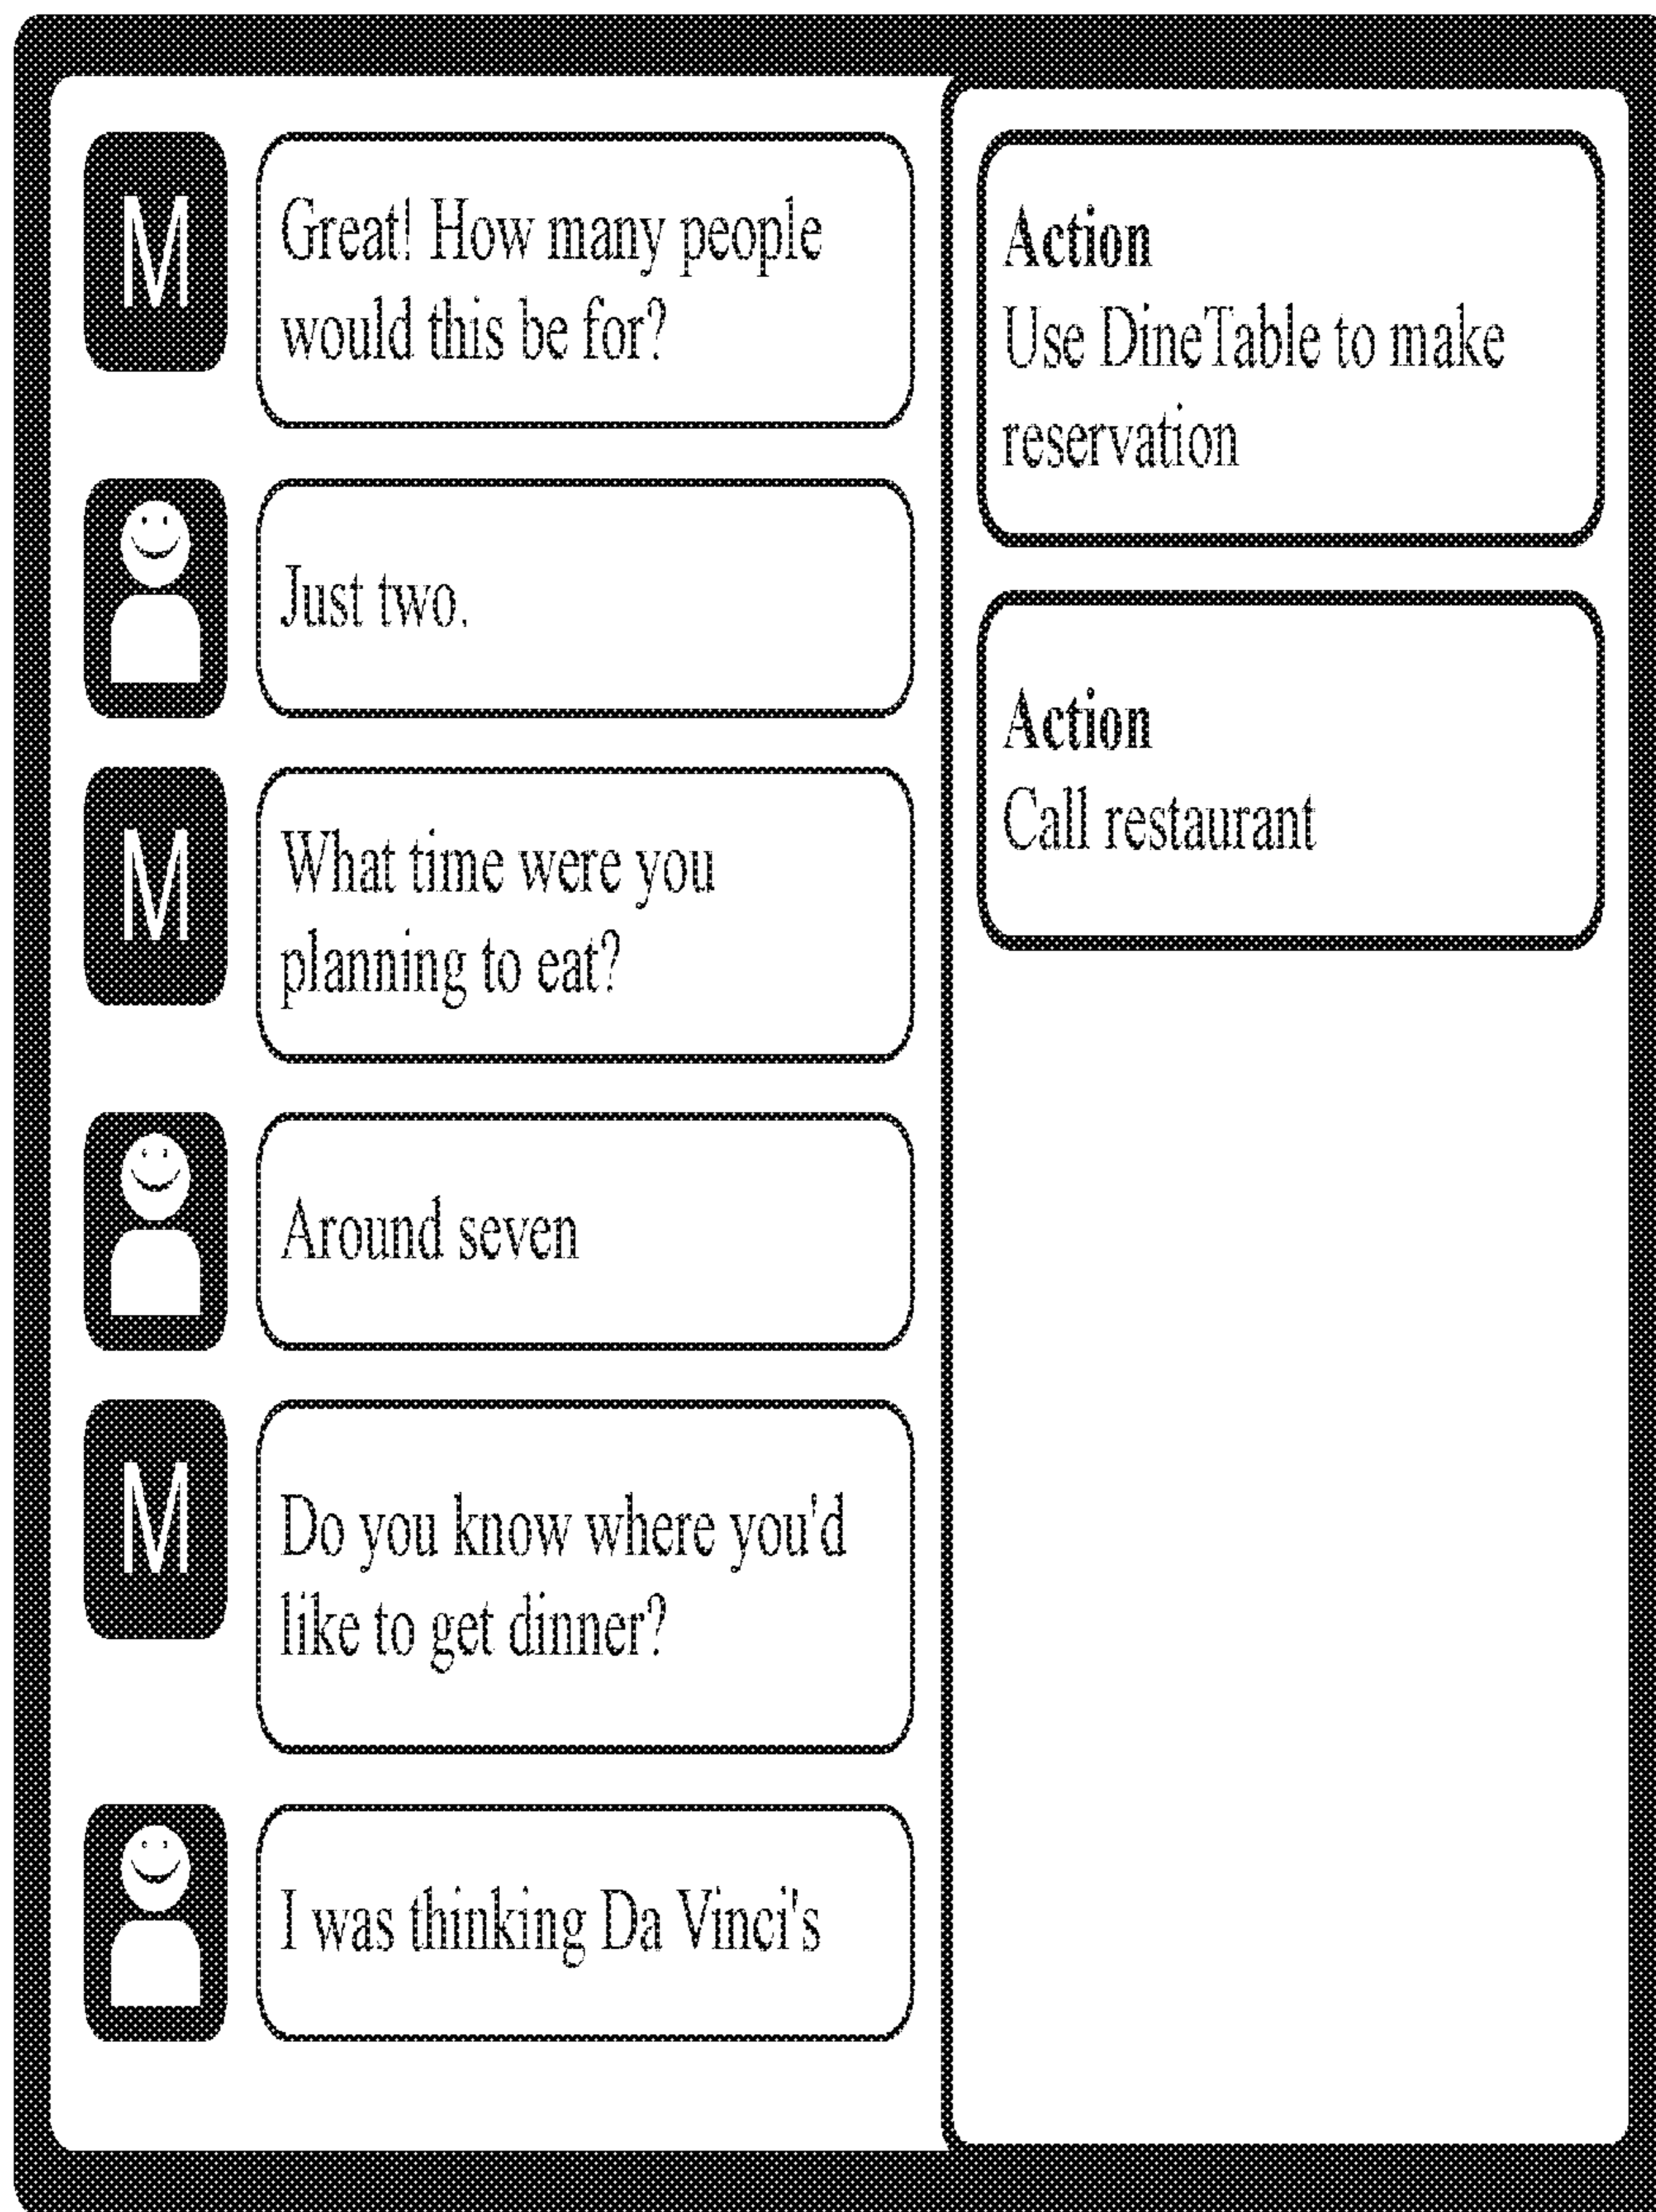 M
Great! How many people
would this be for?
Just two.
M
What time were you
planning to eat?
Around seven
M
Do you know where you'd
like to get dinner?
I was thinking Da Vinci's
Action
Use DineTable to make
reservation
Action
Call restaurant